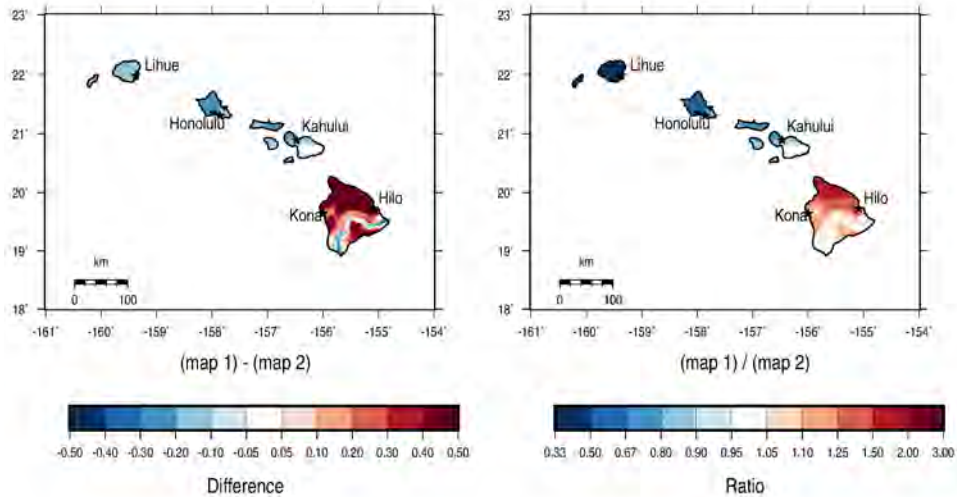 23˚
22˚
21˚
20˚
19˚
18˚
-161˚ -160˚ -159˚ -158˚ -157˚ -156˚ -155˚ -154˚
Lihue
Honolulu
Kahului
Hilo
Kona
km
0 100
(map 1) - (map 2)
-0.50 -0.40 -0.30 -0.20 -0.10 -0.05 0.05 0.10 0.20 0.30 0.40 0.50
Difference
23˚
22˚
21˚
20˚
19˚
18˚
-161˚ -160˚ -159˚ -158˚ -157˚ -156˚ -155˚ -154˚
Lihue
Honolulu
Kahului
Hilo
Kona
km
0 100
(map 1) / (map 2)
0.33 0.50 0.67 0.80 0.90 0.95 1.05 1.10 1.25 1.50 2.00 3.00
Ratio